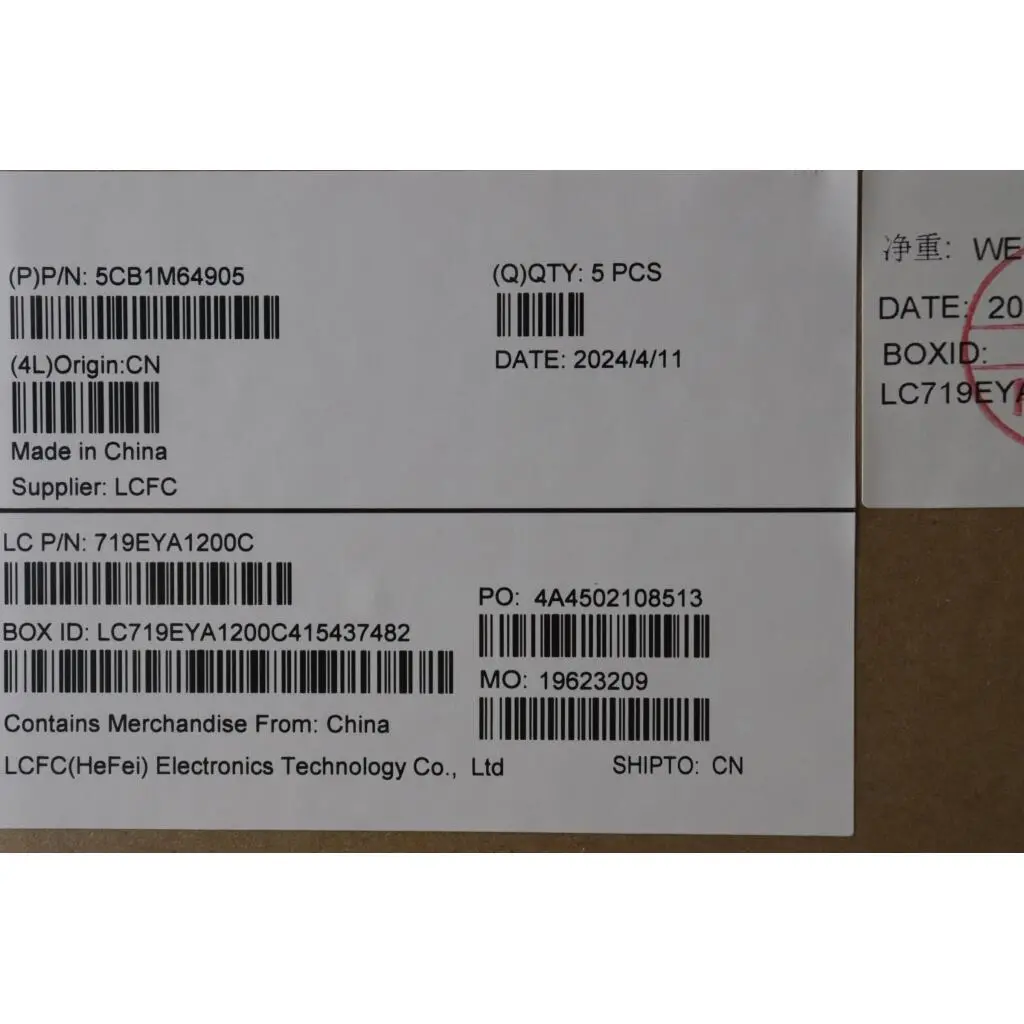 (P)P/N: 5CB1M64905
(Q)QTY: 5 PCS
(4L)Origin:CN
DATE: 2024/4/11
Made in China
Supplier: LCFC
LC P/N: 719EYA1200C
PO: 4A4502108513
BOX ID: LC719EYA1200C415437482
MO: 19623209
Contains Merchandise From: China
LCFC(HeFei) Electronics Technology Co., Ltd
SHIPTO: CN
净重: WE
DATE: 20
BOXID:
LC719EYA